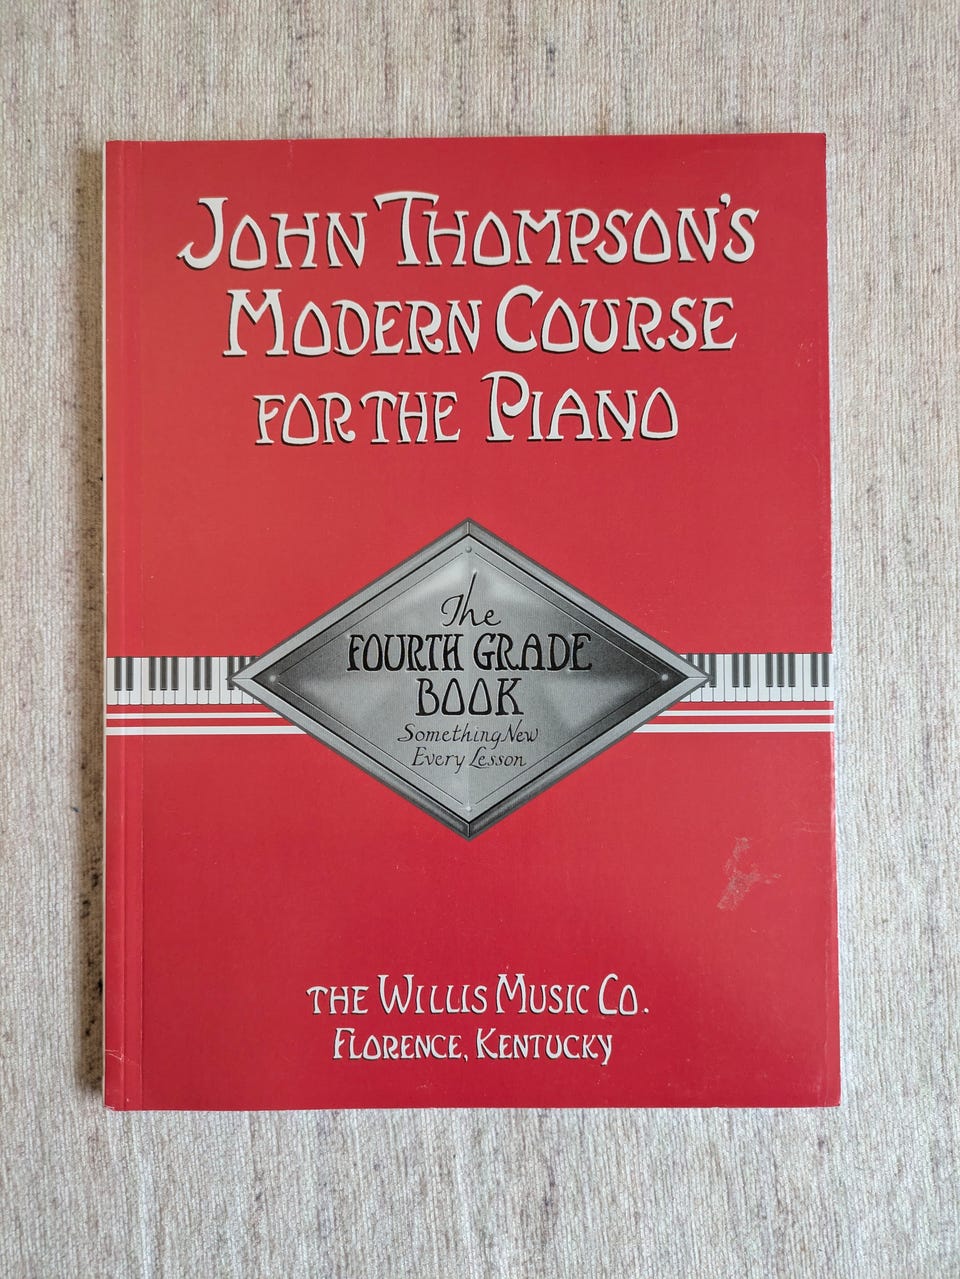 John Thompson's
Modern Course
for the Piano
The
Fourth Grade
Book
Something New
Every Lesson
The Willis Music Co.
Florence, Kentucky